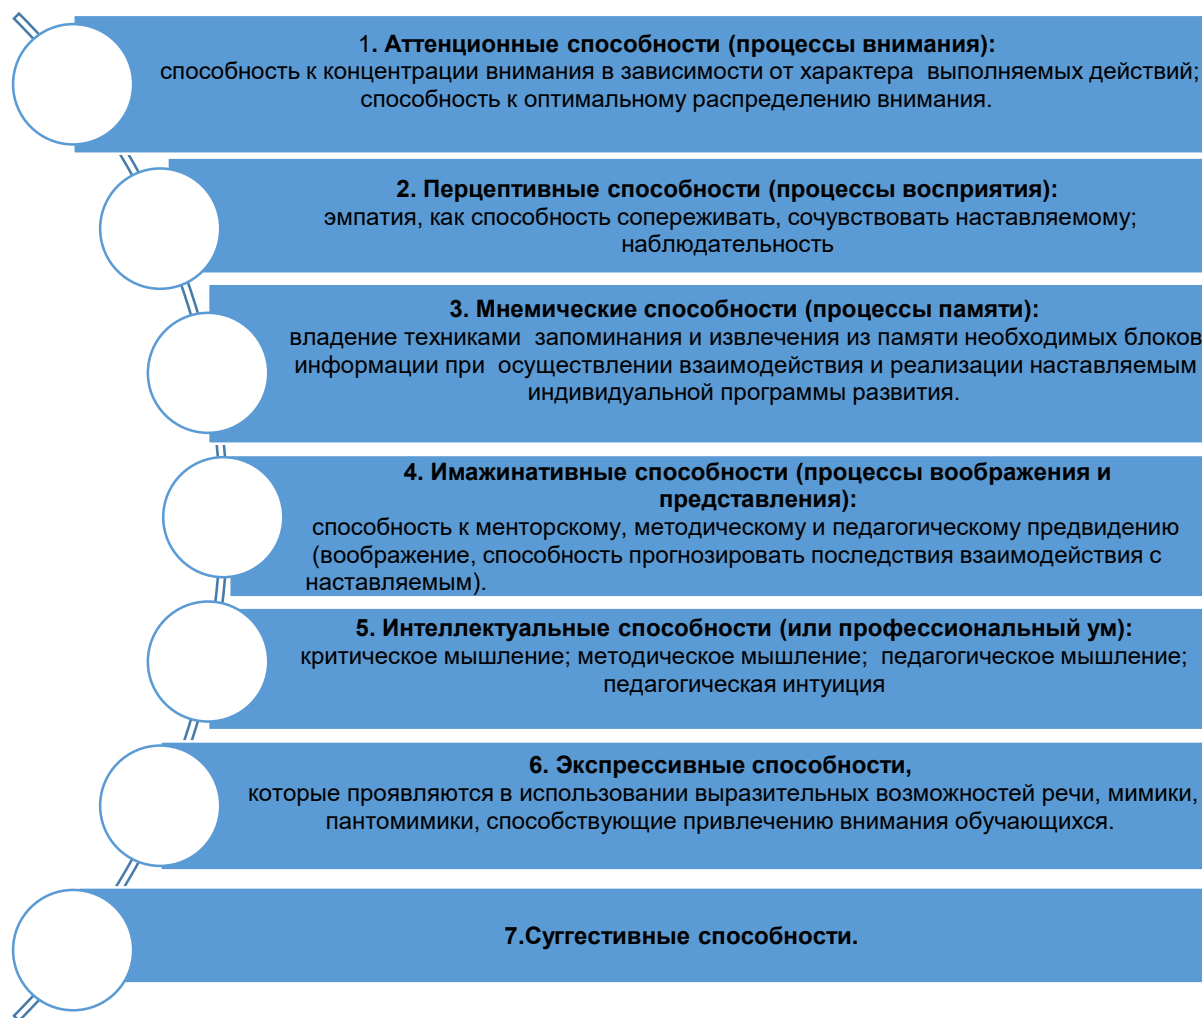 1. Аттенционные способности (процессы внимания):
способность к концентрации внимания в зависимости от характера выполняемых действий;
способность к оптимальному распределению внимания.
2. Перцептивные способности (процессы восприятия):
эмпатия, как способность сопереживать, сочувствовать наставляемому;
наблюдательность
3. Мнемические способности (процессы памяти):
владение техниками запоминания и извлечения из памяти необходимых блоков
информации при осуществлении взаимодействия и реализации наставляемым
индивидуальной программы развития.
4. Имажинативные способности (процессы воображения и
представления):
способность к менторскому, методическому и педагогическому предвидению
(воображение, способность прогнозировать последствия взаимодействия с
наставляемым).
5. Интеллектуальные способности (или профессиональный ум):
критическое мышление; методическое мышление; педагогическое мышление;
педагогическая интуиция
6. Экспрессивные способности,
которые проявляются в использовании выразительных возможностей речи, мимики,
пантомимики, способствующие привлечению внимания обучающихся.
7.Суггестивные способности.